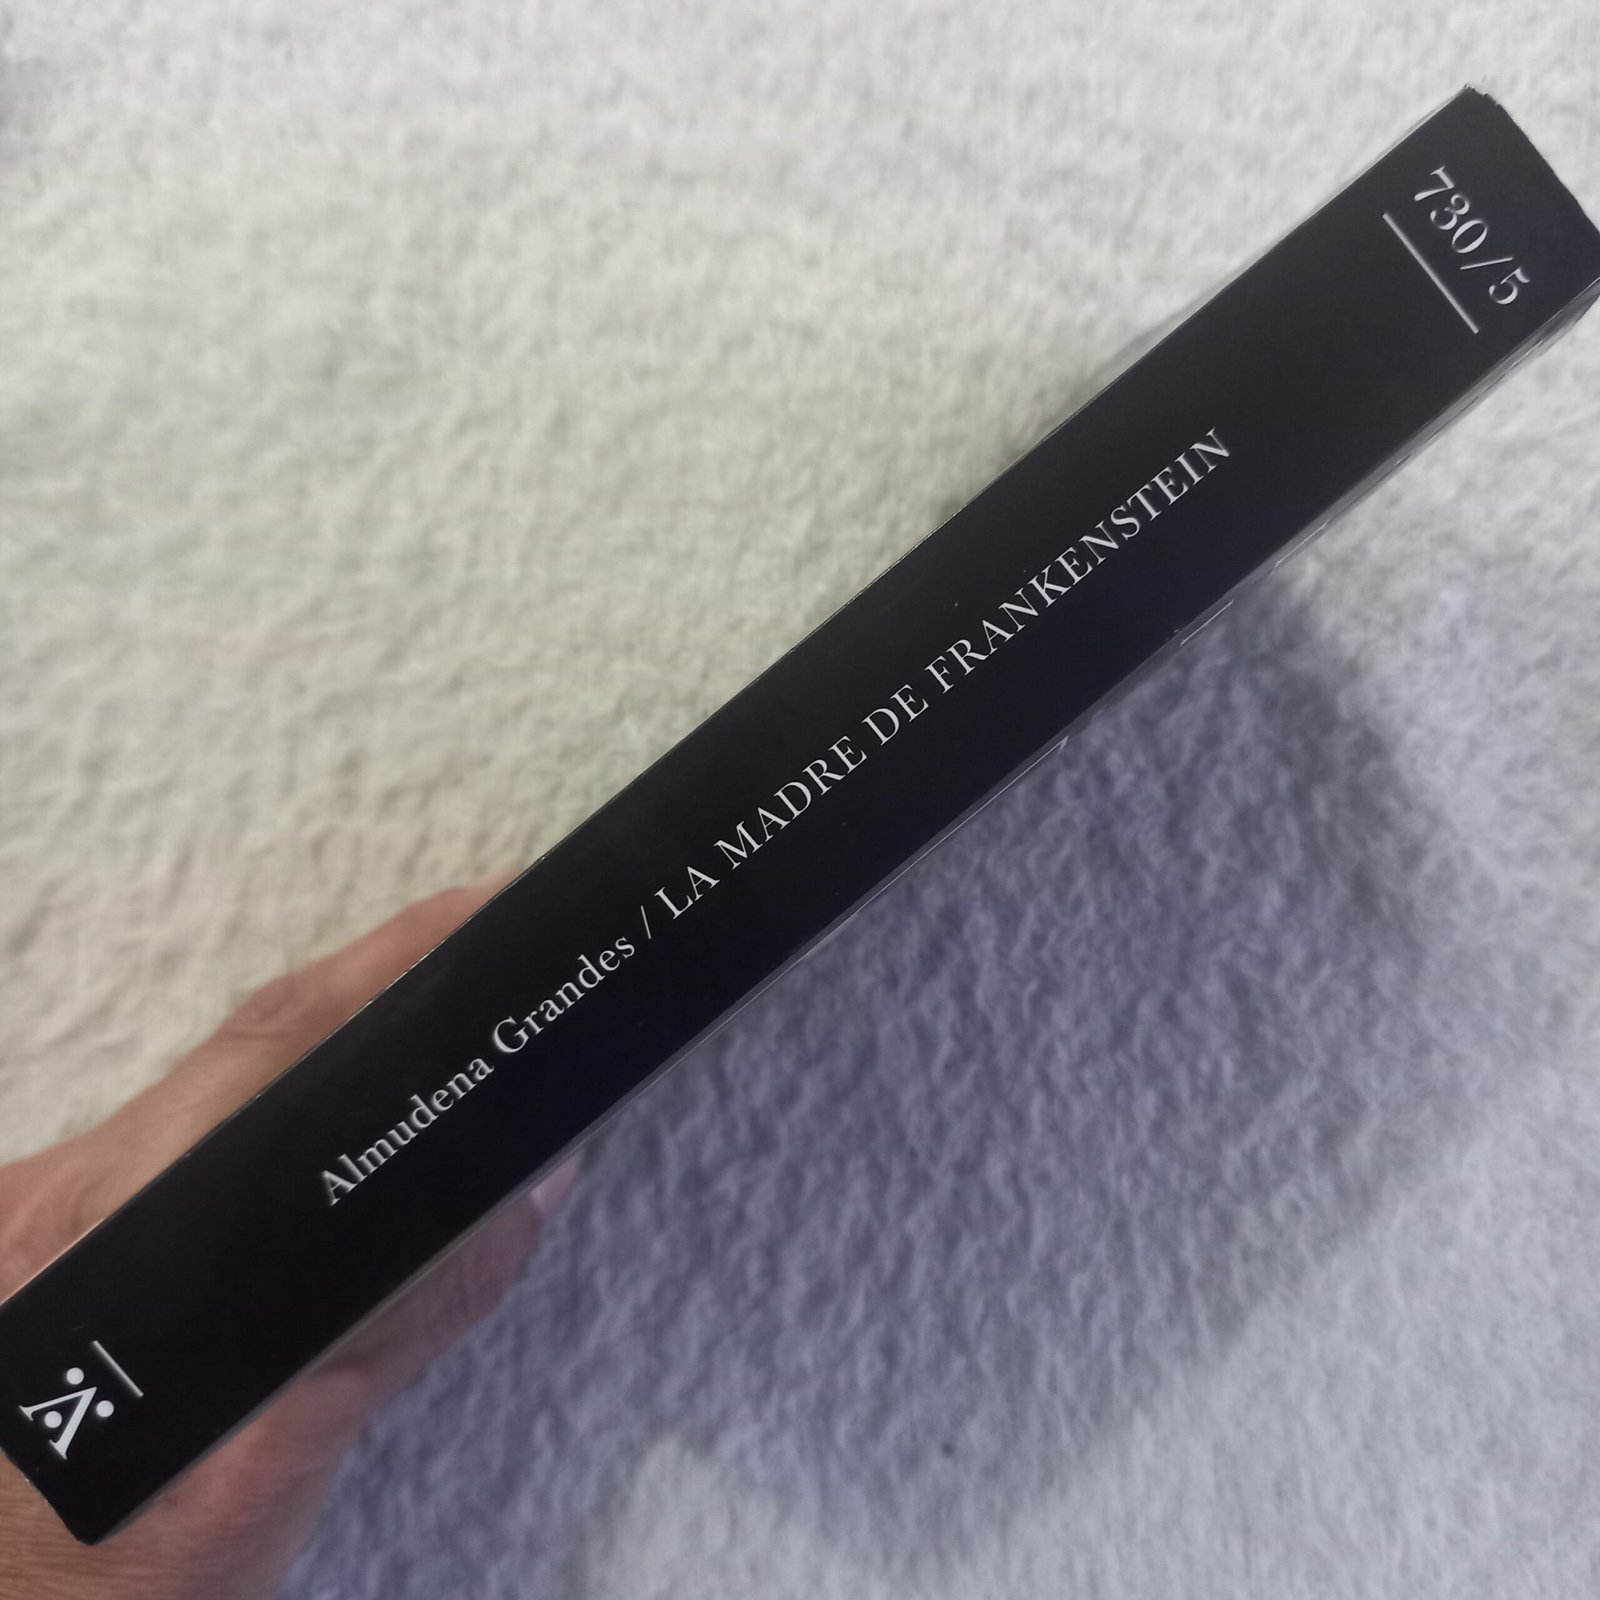 730/5
Almudena Grandes / LA MADRE DE FRANKENSTEIN
A